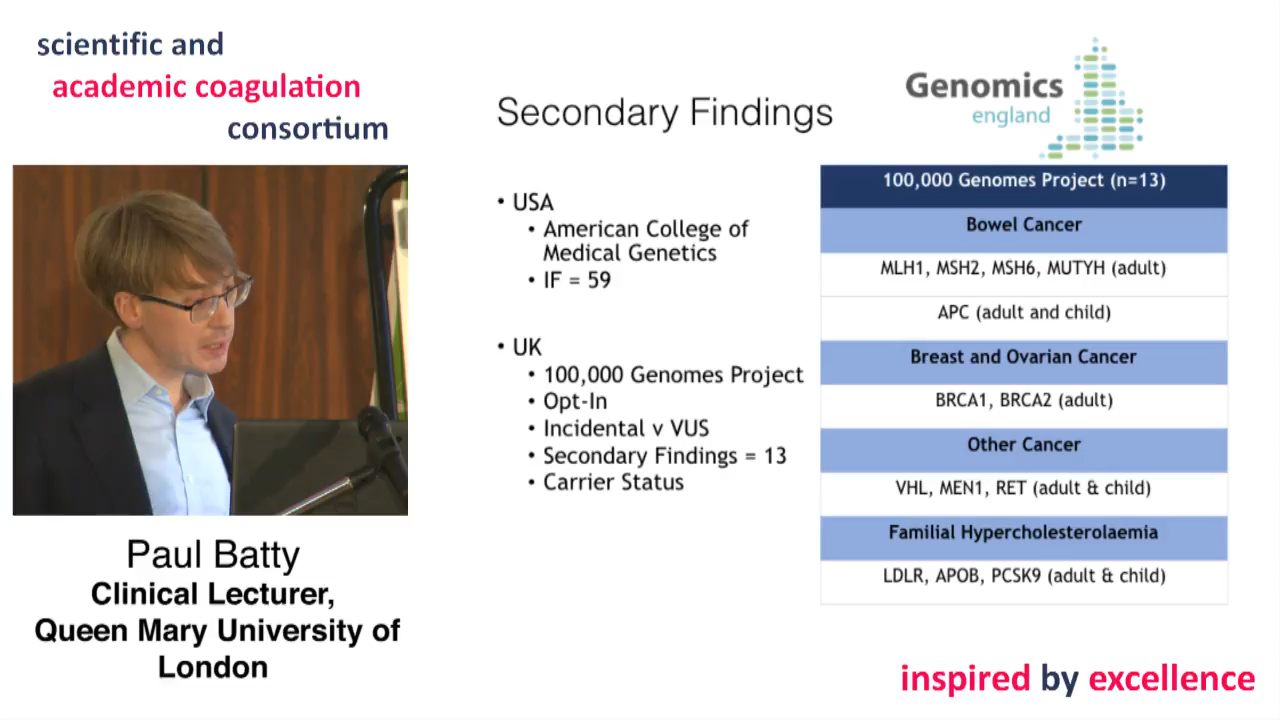 scientific and
academic coagulation
consortium
Paul Batty
Clinical Lecturer,
Queen Mary University of
London
Secondary Findings
• USA
• American College of
Medical Genetics
• IF = 59
• UK
• 100,000 Genomes Project
• Opt-In
• Incidental v VUS
• Secondary Findings = 13
• Carrier Status
Genomics
england
100,000 Genomes Project (n=13)
Bowel Cancer
MLH1, MSH2, MSH6, MUTYH (adult)
APC (adult and child)
Breast and Ovarian Cancer
BRCA1, BRCA2 (adult)
Other Cancer
VHL, MEN1, RET (adult & child)
Familial Hypercholesterolaemia
LDLR, APOB, PCSK9 (adult & child)
inspired by excellence